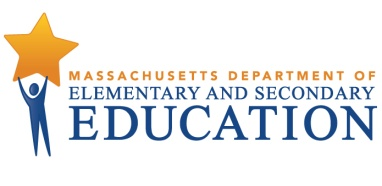 MASSACHUSETTS DEPARTMENT OF
ELEMENTARY AND SECONDARY
EDUCATION